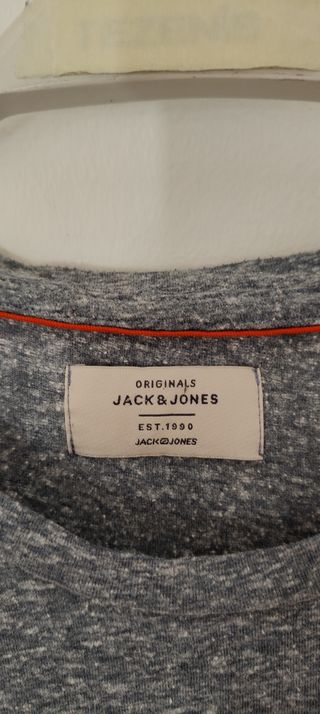 ORIGINALS
JACK & JONES
EST. 1990
JACK & JONES